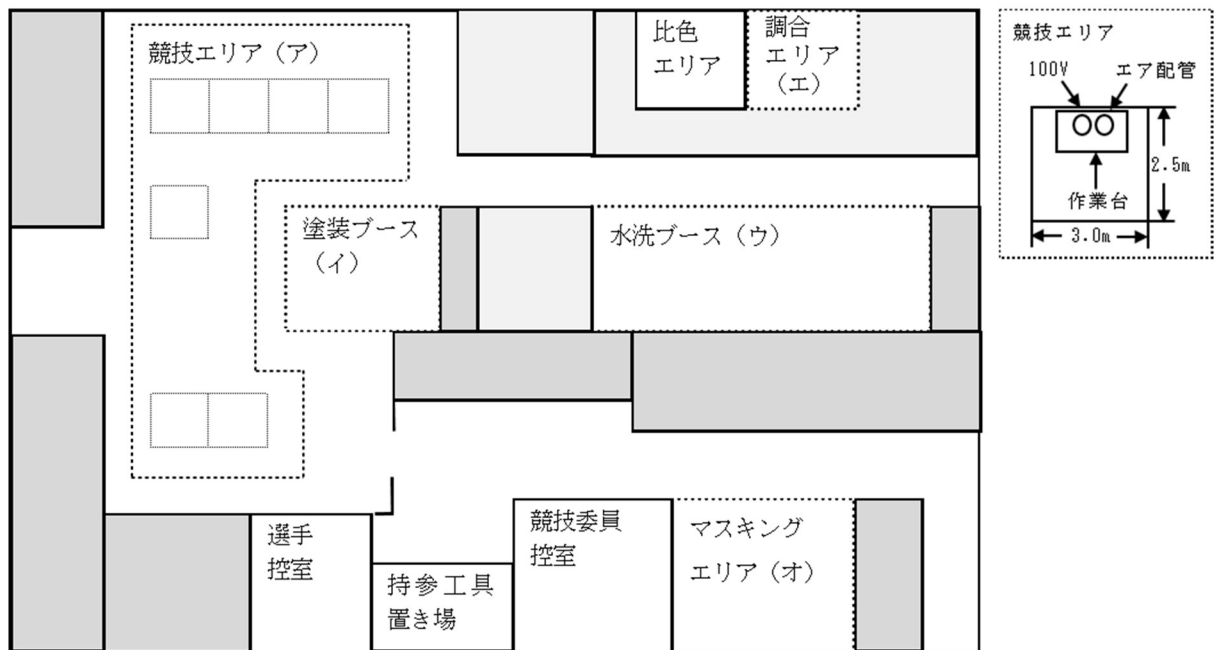 競技エリア（ア）
比色
エリア
調合
エリア
（エ）
競技エリア
100V
エア配管
作業台
2.5m
3.0m
塗装ブース
（イ）
水洗ブース（ウ）
選手
控室
持参工具
置き場
競技委員
控室
マスキング
エリア（オ）